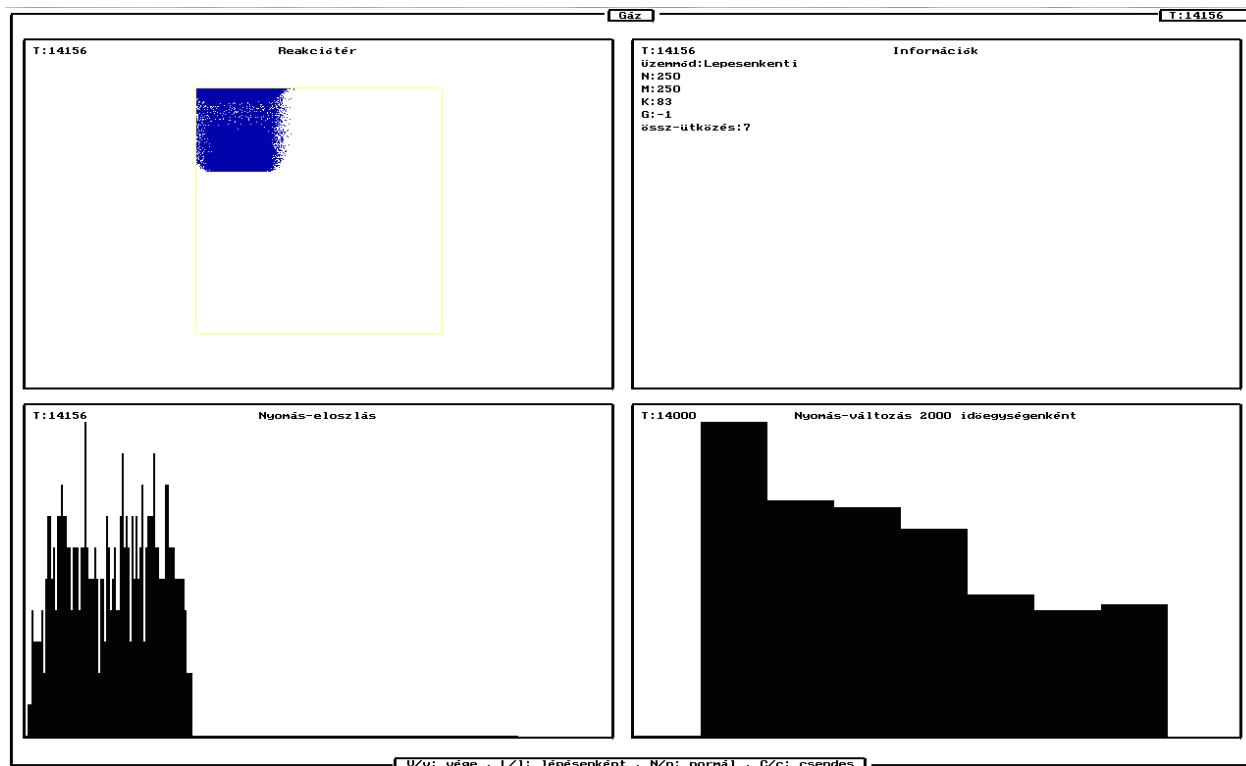 Gáz
T:14156
T:14156 Reakciótér
T:14156 Információk
üzemmód:Lepesenkenti
N:250
M:250
K:83
G:-1
össz-ütközés:7
T:14156 Nyomás-eloszlás
T:14000 Nyomás-változás 2000 időegységenként
V/v: vége , L/l: lépésenként , N/n: normál , C/c: csendes